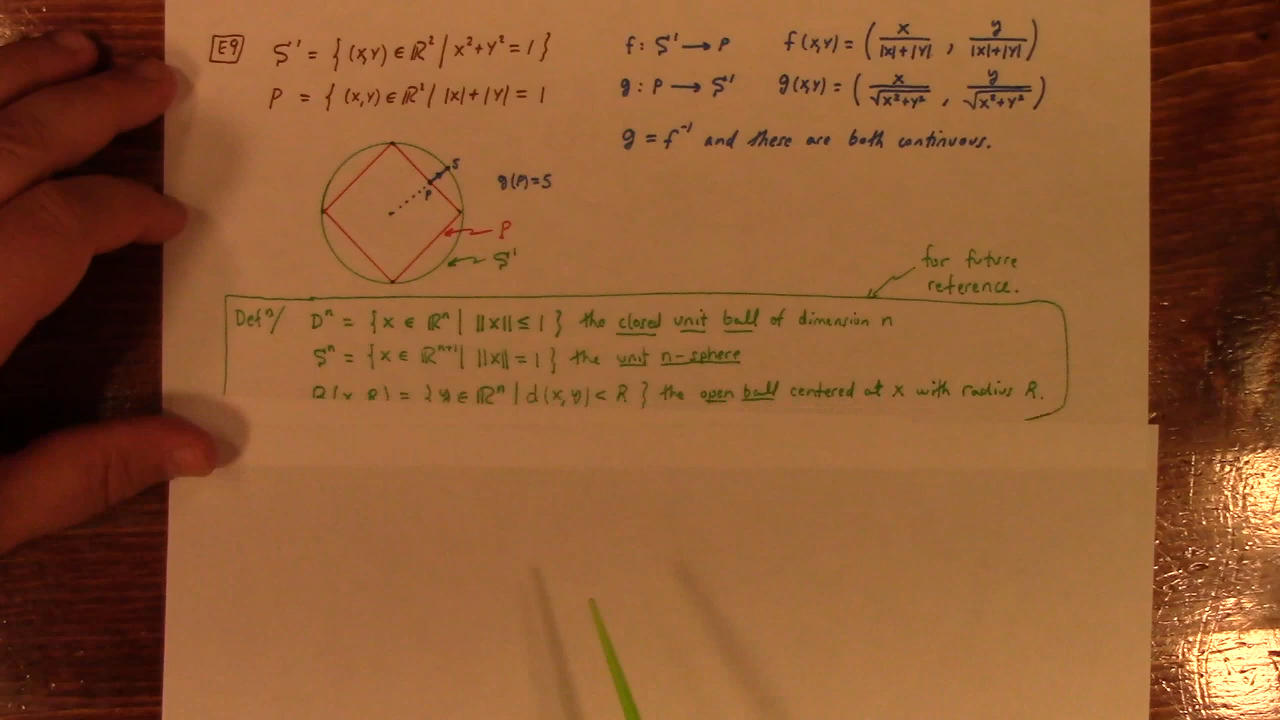 E9 S¹ = { (x,y) ∈ ℝ² | x²+y² = 1 }
P = { (x,y) ∈ ℝ² | |x|+|y| = 1
f : S¹ → P f(x,y) = ( x/(|x|+|y|) , y/(|x|+|y|) )
g : P → S¹ g(x,y) = ( x/√(x²+y²) , y/√(x²+y²) )
g = f⁻¹ and these are both continuous.
S
P
g(P)=S
P
S¹
for future
reference.
Defⁿ/ Dⁿ = { x ∈ ℝⁿ | ||x|| ≤ 1 } the closed unit ball of dimension n
Sⁿ = { x ∈ ℝⁿ⁺¹ | ||x|| = 1 } the unit n-sphere
B(x,R) = { y ∈ ℝⁿ | d(x,y) < R } the open ball centered at x with radius R.